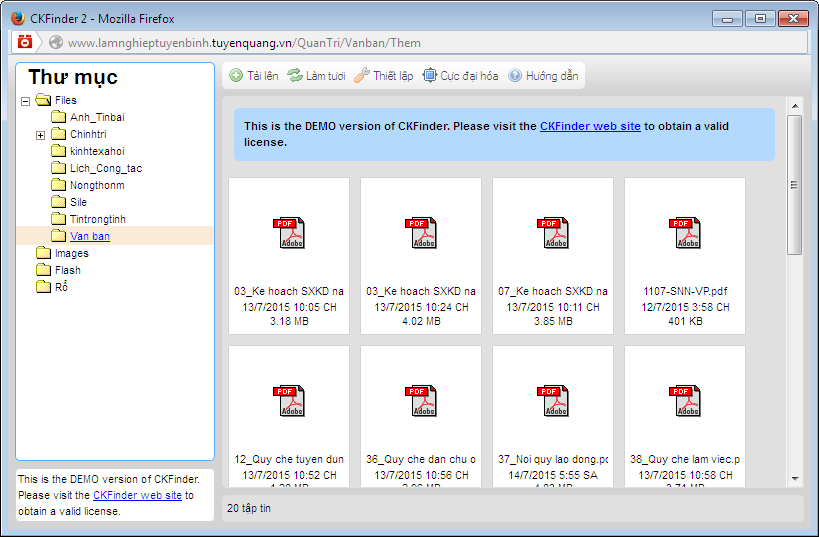 CKFinder 2 - Mozilla Firefox
www.lamnghieptuyenbinh.tuyenquang.vn/QuanTri/Vanban/Them
Thư mục
Files
Anh_Tinbai
Chinhtri
kinhtexahoi
Lich_Cong_tac
Nongthonm
Sile
Tintrongtinh
Van ban
Images
Flash
Rổ
This is the DEMO version of CKFinder.
Please visit the CKFinder web site to
obtain a valid license.
Tải lên Làm tươi Thiết lập Cực đại hóa Hướng dẫn
This is the DEMO version of CKFinder. Please visit the CKFinder web site to obtain a valid
license.
PDF Adobe PDF Adobe PDF Adobe PDF Adobe
03_Ke hoach SXKD na 03_Ke hoach SXKD na 07_Ke hoach SXKD na 1107-SNN-VP.pdf
13/7/2015 10:05 CH 13/7/2015 10:24 CH 13/7/2015 10:11 CH 12/7/2015 3:58 CH
3.18 MB 4.02 MB 3.85 MB 401 KB
PDF Adobe PDF Adobe PDF Adobe PDF Adobe
12_Quy che tuyen dun 36_Quy che dan chu o 37_Noi quy lao dong.pd 38_Quy che lam viec.p
13/7/2015 10:52 CH 13/7/2015 10:56 CH 14/7/2015 5:55 SA 13/7/2015 10:58 CH
20 tập tin